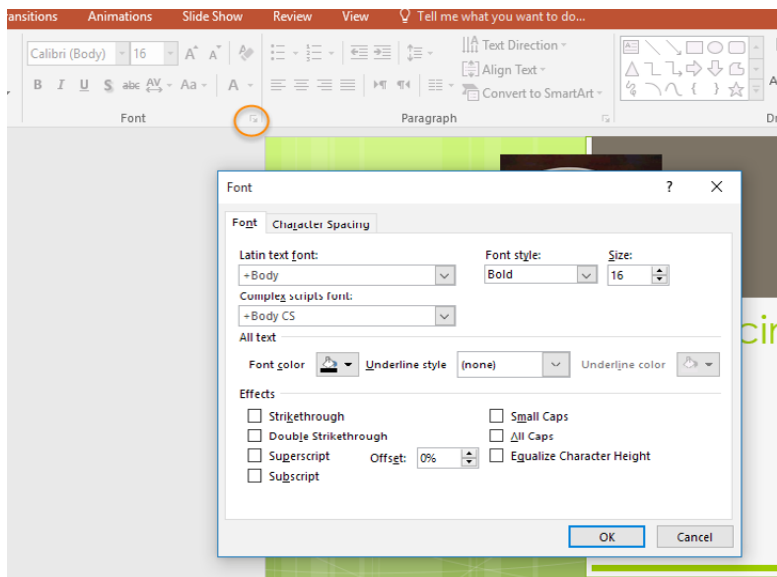 ansitions Animations Slide Show Review View Tell me what you want to do...
Calibri (Body) 16 A A Text Direction
Align Text
B I U S abc AV Aa A Convert to SmartArt
Font Paragraph Dr
Font ? X
Font Character Spacing
Latin text font: Font style: Size:
+Body Bold 16
Complex scripts font:
+Body CS
All text
Font color Underline style (none) Underline color
Effects
Strikethrough Small Caps
Double Strikethrough All Caps
Superscript Offset: 0% Equalize Character Height
Subscript
OK Cancel
cin